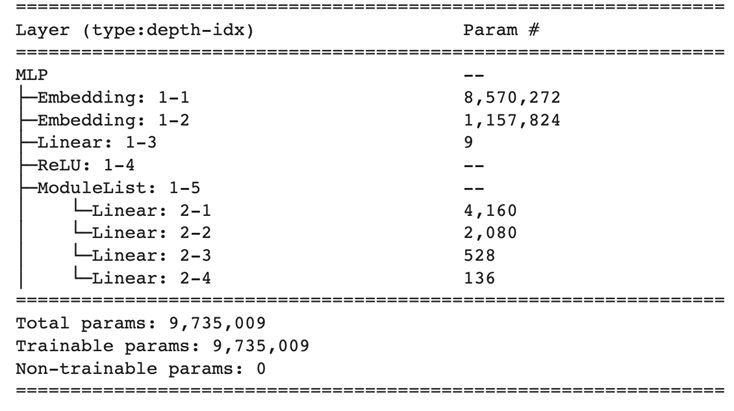 =================================================================
Layer (type:depth-idx)                   Param #
=================================================================
MLP                                      --
├─Embedding: 1-1                         8,570,272
├─Embedding: 1-2                         1,157,824
├─Linear: 1-3                            9
├─ReLU: 1-4                              --
├─ModuleList: 1-5                        --
│    └─Linear: 2-1                       4,160
│    └─Linear: 2-2                       2,080
│    └─Linear: 2-3                       528
│    └─Linear: 2-4                       136
=================================================================
Total params: 9,735,009
Trainable params: 9,735,009
Non-trainable params: 0
=================================================================